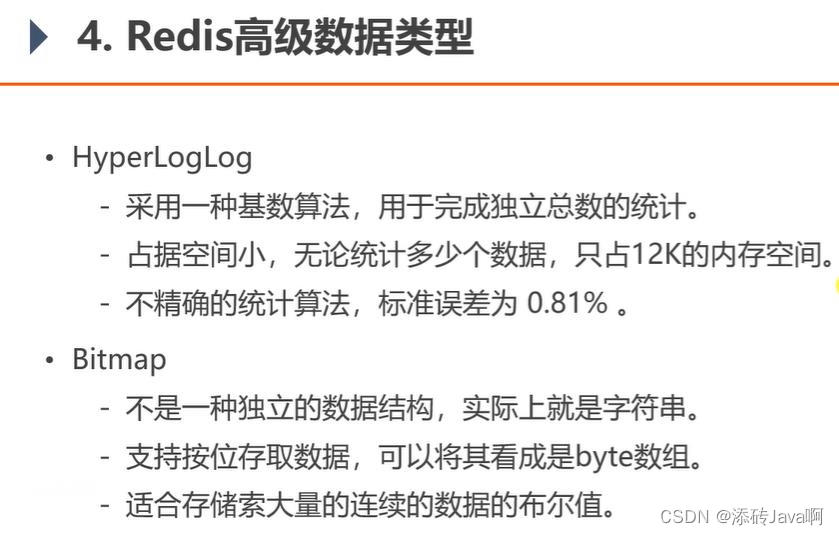 4. Redis高级数据类型
• HyperLogLog
- 采用一种基数算法，用于完成独立总数的统计。
- 占据空间小，无论统计多少个数据，只占12K的内存空间。
- 不精确的统计算法，标准误差为 0.81% 。
• Bitmap
- 不是一种独立的数据结构，实际上就是字符串。
- 支持按位存取数据，可以将其看成是byte数组。
- 适合存储索大量的连续的数据的布尔值。
CSDN @添砖Java啊